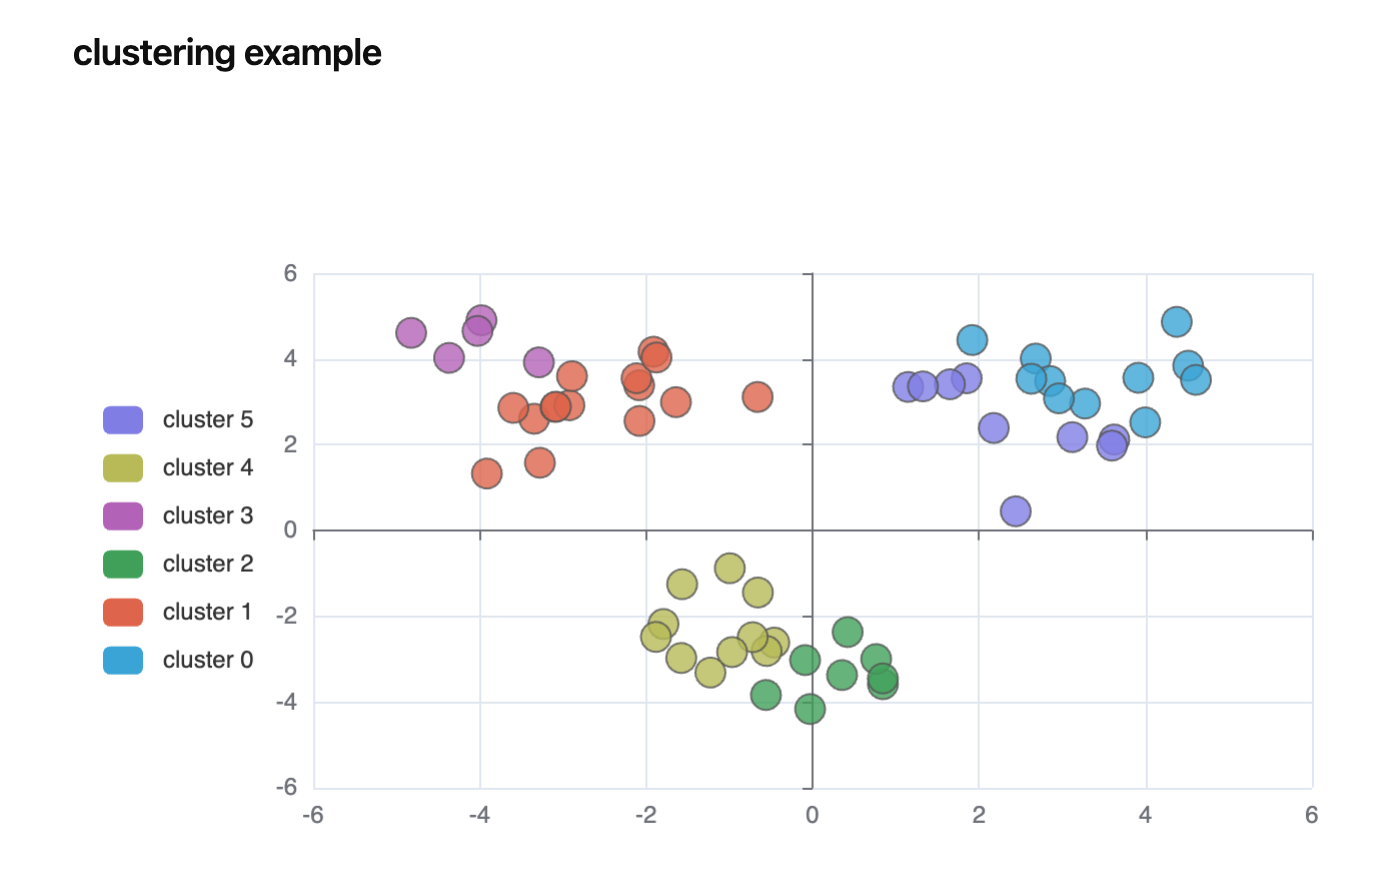 clustering example
6
4
2
0
-2
-4
-6
-6 -4 -2 0 2 4 6
cluster 5
cluster 4
cluster 3
cluster 2
cluster 1
cluster 0